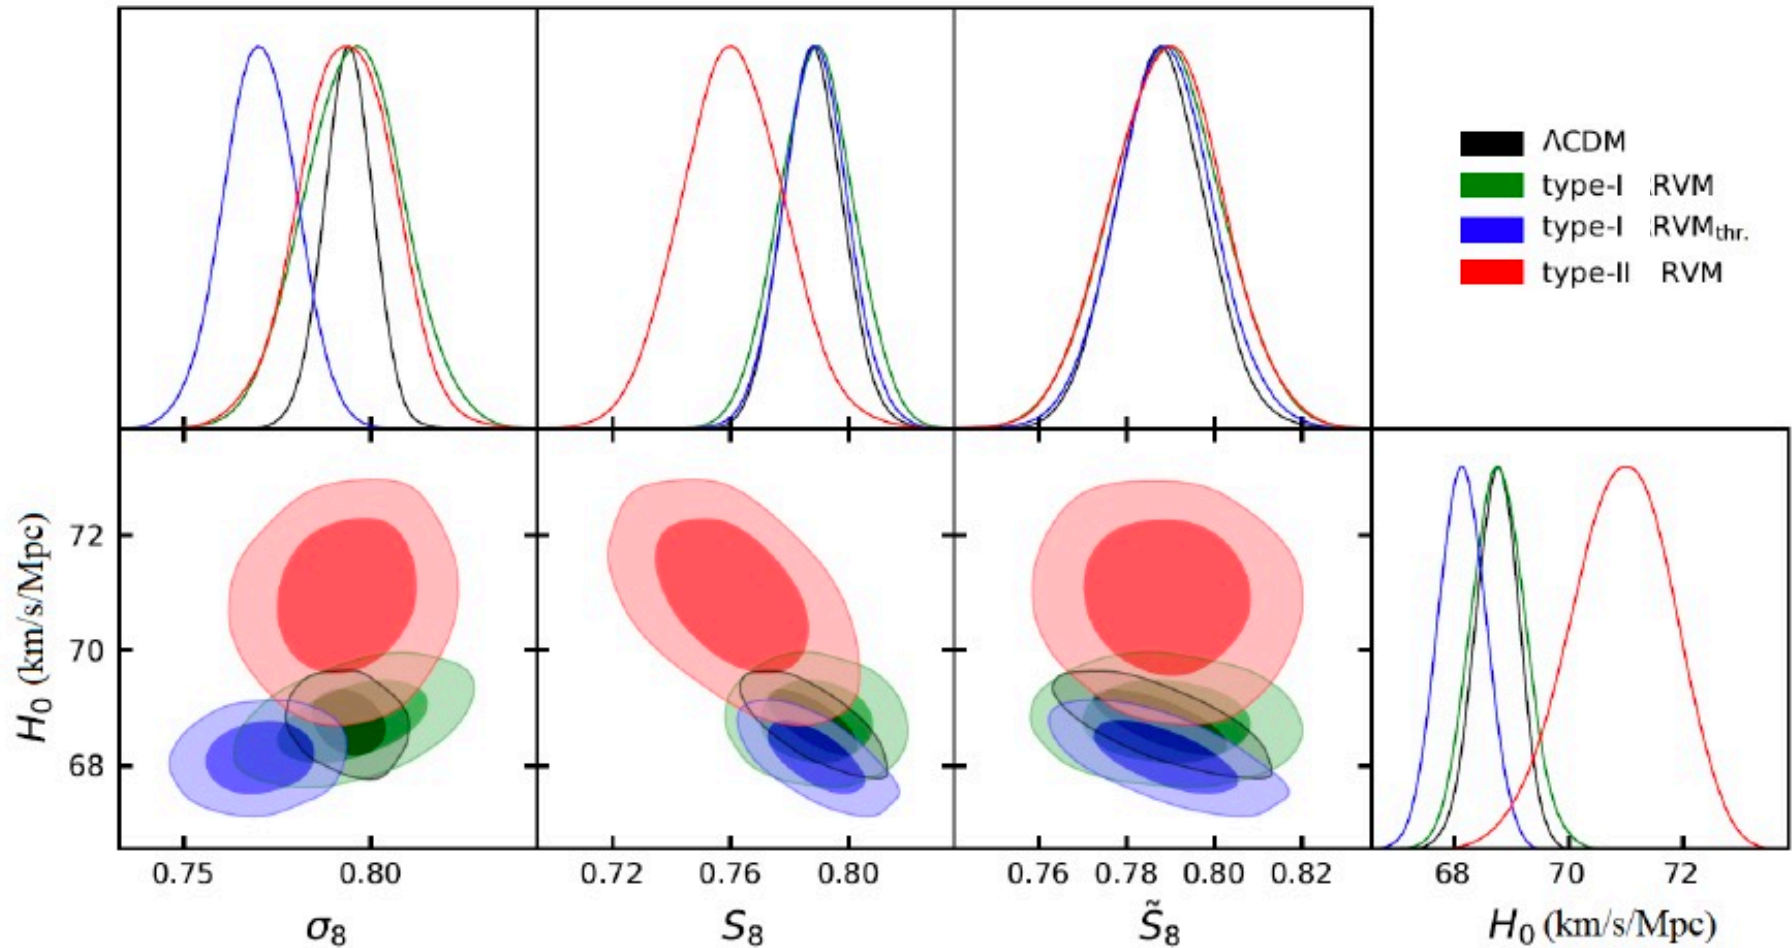 ΛCDM
type-I RVM
type-I RVMthr.
type-II RVM
H0 (km/s/Mpc)
72
70
68
0.75 0.80
0.72 0.76 0.80
0.76 0.78 0.80 0.82
68 70 72
σ8
S8
S̃8
H0 (km/s/Mpc)